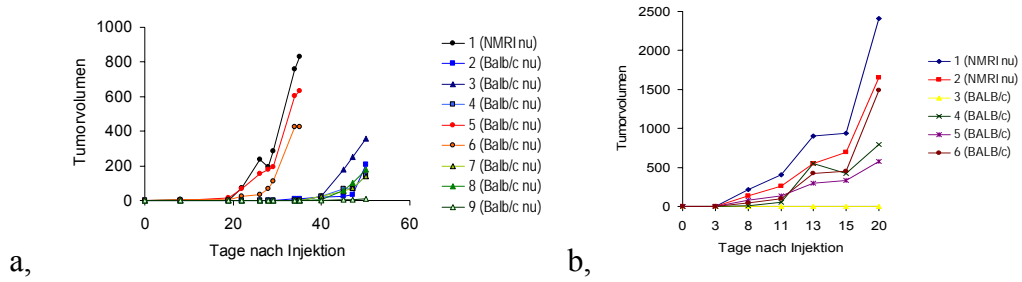 1000
800
600
400
200
0
Tumorvolumen
0 20 40 60
Tage nach Injektion
1 (NMRI nu)
2 (Balb/c nu)
3 (Balb/c nu)
4 (Balb/c nu)
5 (Balb/c nu)
6 (Balb/c nu)
7 (Balb/c nu)
8 (Balb/c nu)
9 (Balb/c nu)
a,
2500
2000
1500
1000
500
0
Tumorvolumen
0 3 8 11 13 15 20
Tage nach Injektion
1 (NMRI nu)
2 (NMRI nu)
3 (BALB/c)
4 (BALB/c)
5 (BALB/c)
6 (BALB/c)
b,